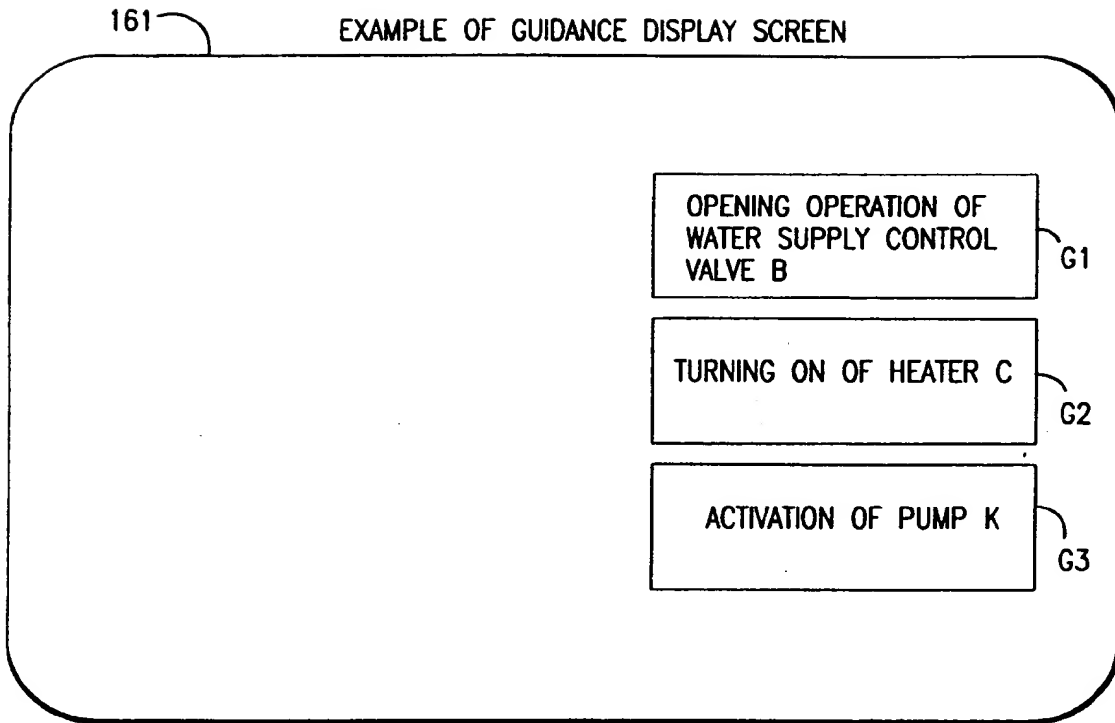 161
EXAMPLE OF GUIDANCE DISPLAY SCREEN
OPENING OPERATION OF
WATER SUPPLY CONTROL
VALVE B
G1
TURNING ON OF HEATER C
G2
ACTIVATION OF PUMP K
G3